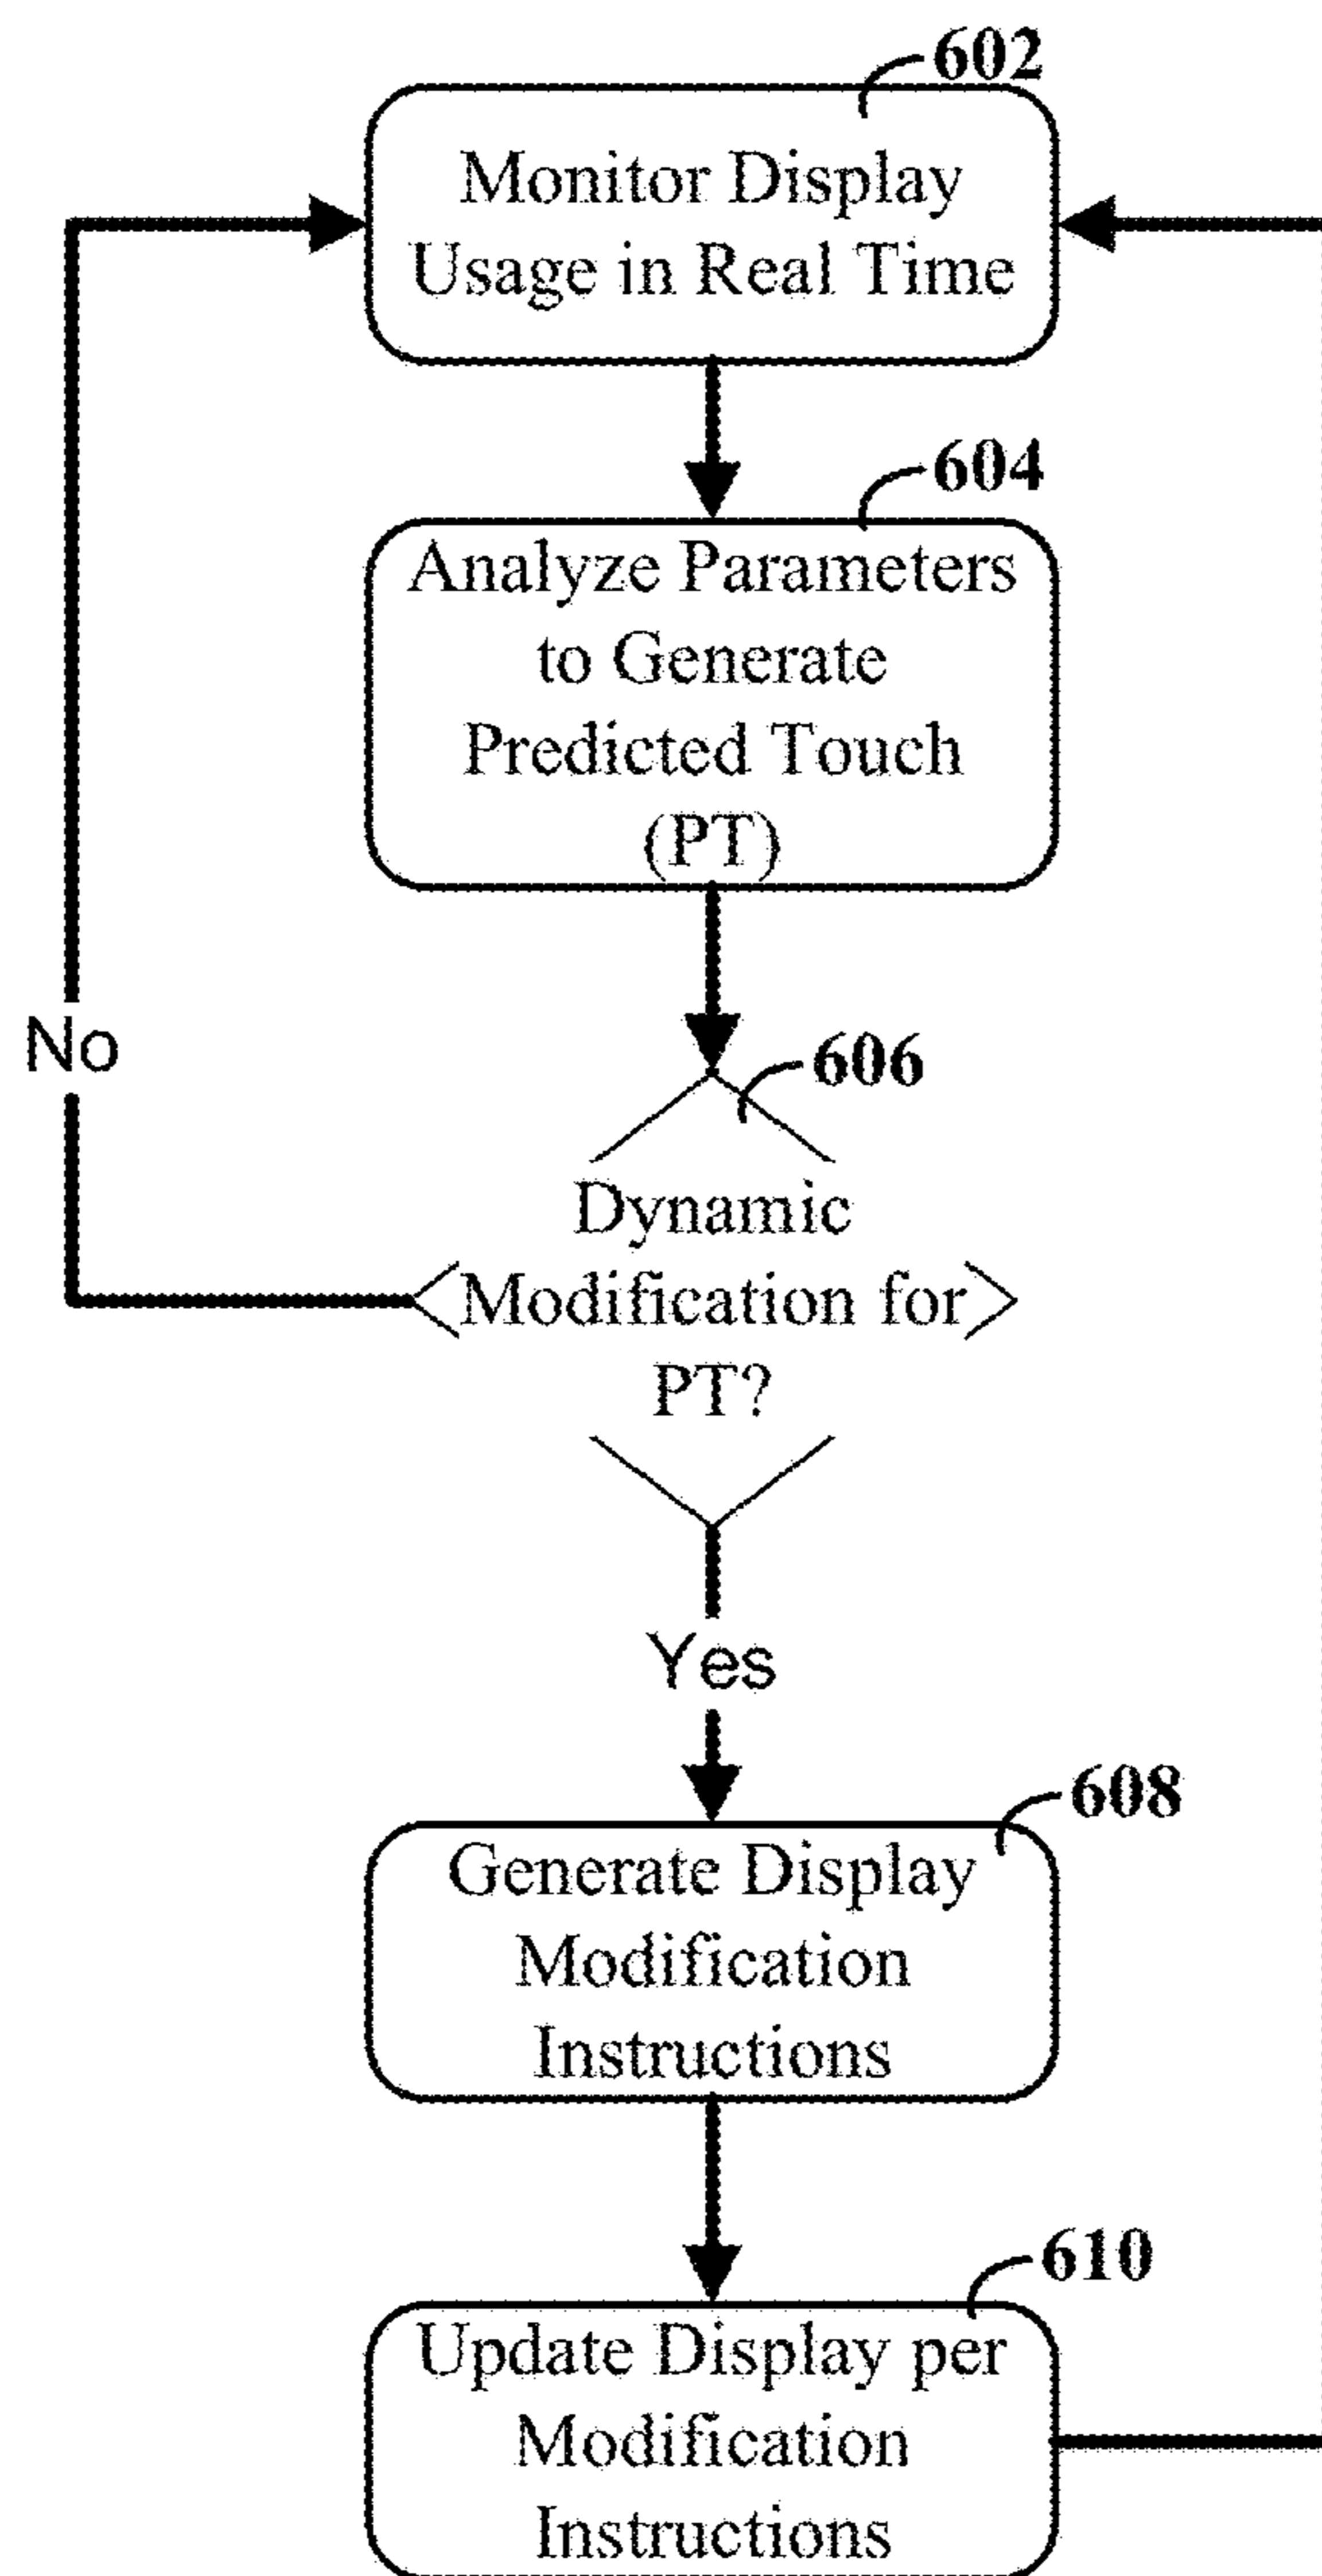 602
Monitor Display
Usage in Real Time
604
Analyze Parameters
to Generate
Predicted Touch
(PT)
No
606
Dynamic
Modification for
PT?
Yes
608
Generate Display
Modification
Instructions
610
Update Display per
Modification
Instructions